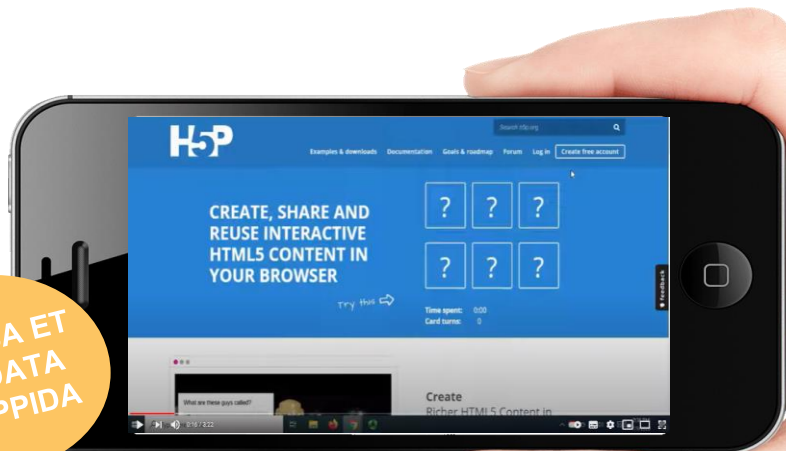 Search h5p.org
H5P
Examples & downloads Documentation Goals & roadmap Forum Log in Create free account
CREATE, SHARE AND
REUSE INTERACTIVE
HTML5 CONTENT IN
YOUR BROWSER
Try this
? ? ?
? ? ?
Time spent: 0:00
Card turns: 0
feedback
A ET
PPIDA
What are these guys called?
Create
Richer HTML5 Content in